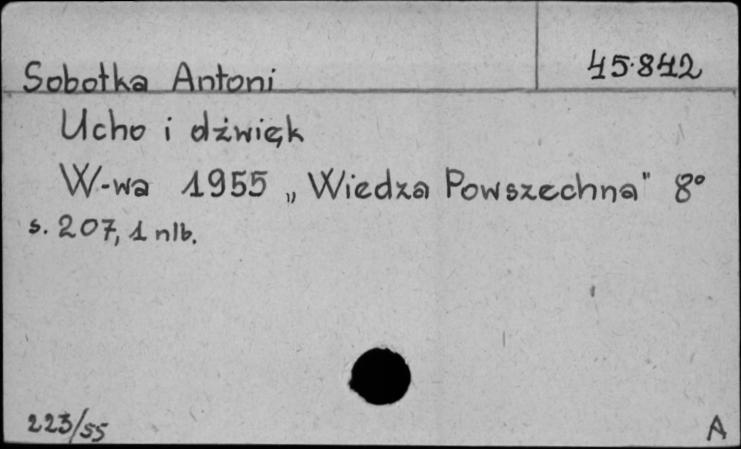 Sobotka Antoni
45.842
Ucho i dźwięk
W-wa 1955 „Wiedza Powszechna" 8°
s. 207, 1 nlb.
223/55
A